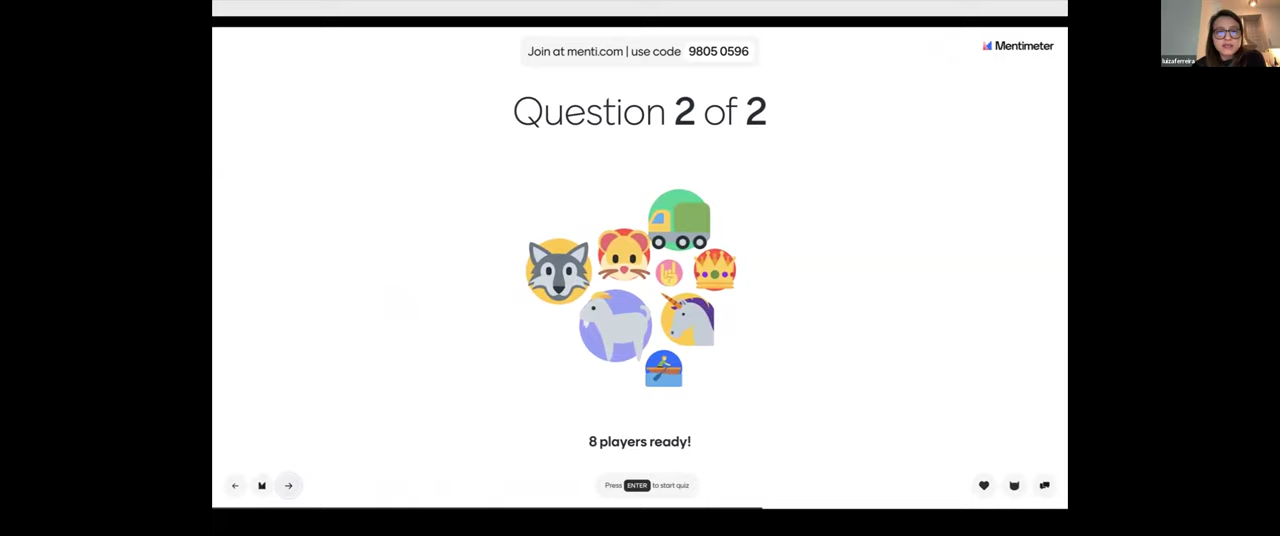 Join at menti.com | use code 9805 0596
Mentimeter
luizaferreira
Question 2 of 2
8 players ready!
Press ENTER to start quiz